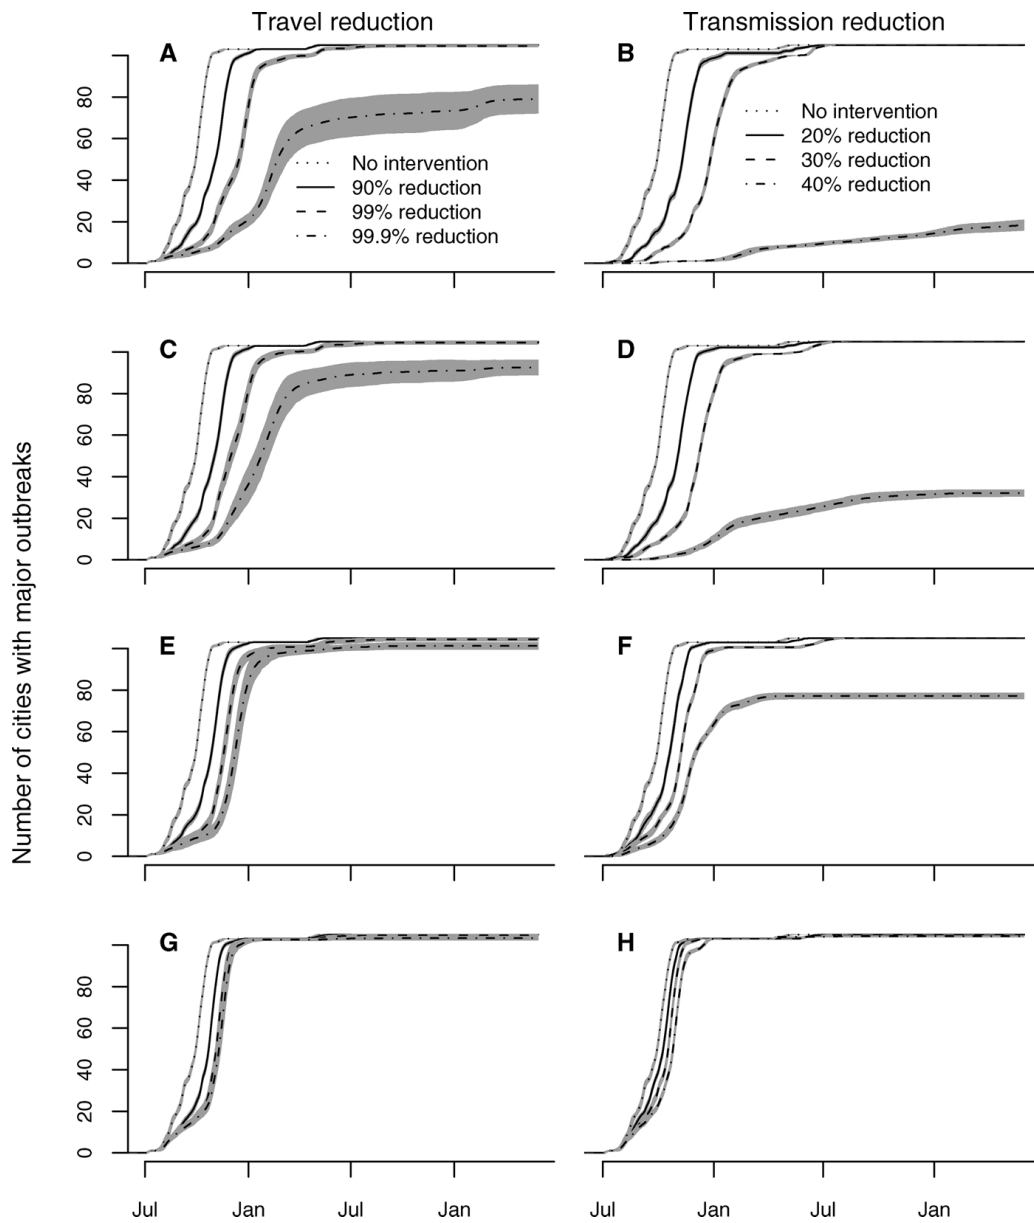 Travel reduction
Transmission reduction
A
B
0 20 40 60 80
No intervention
90% reduction
99% reduction
99.9% reduction
No intervention
20% reduction
30% reduction
40% reduction
C
D
0 20 40 60 80
Number of cities with major outbreaks
E
F
0 20 40 60 80
G
H
0 20 40 60 80
Jul Jan Jul Jan
Jul Jan Jul Jan